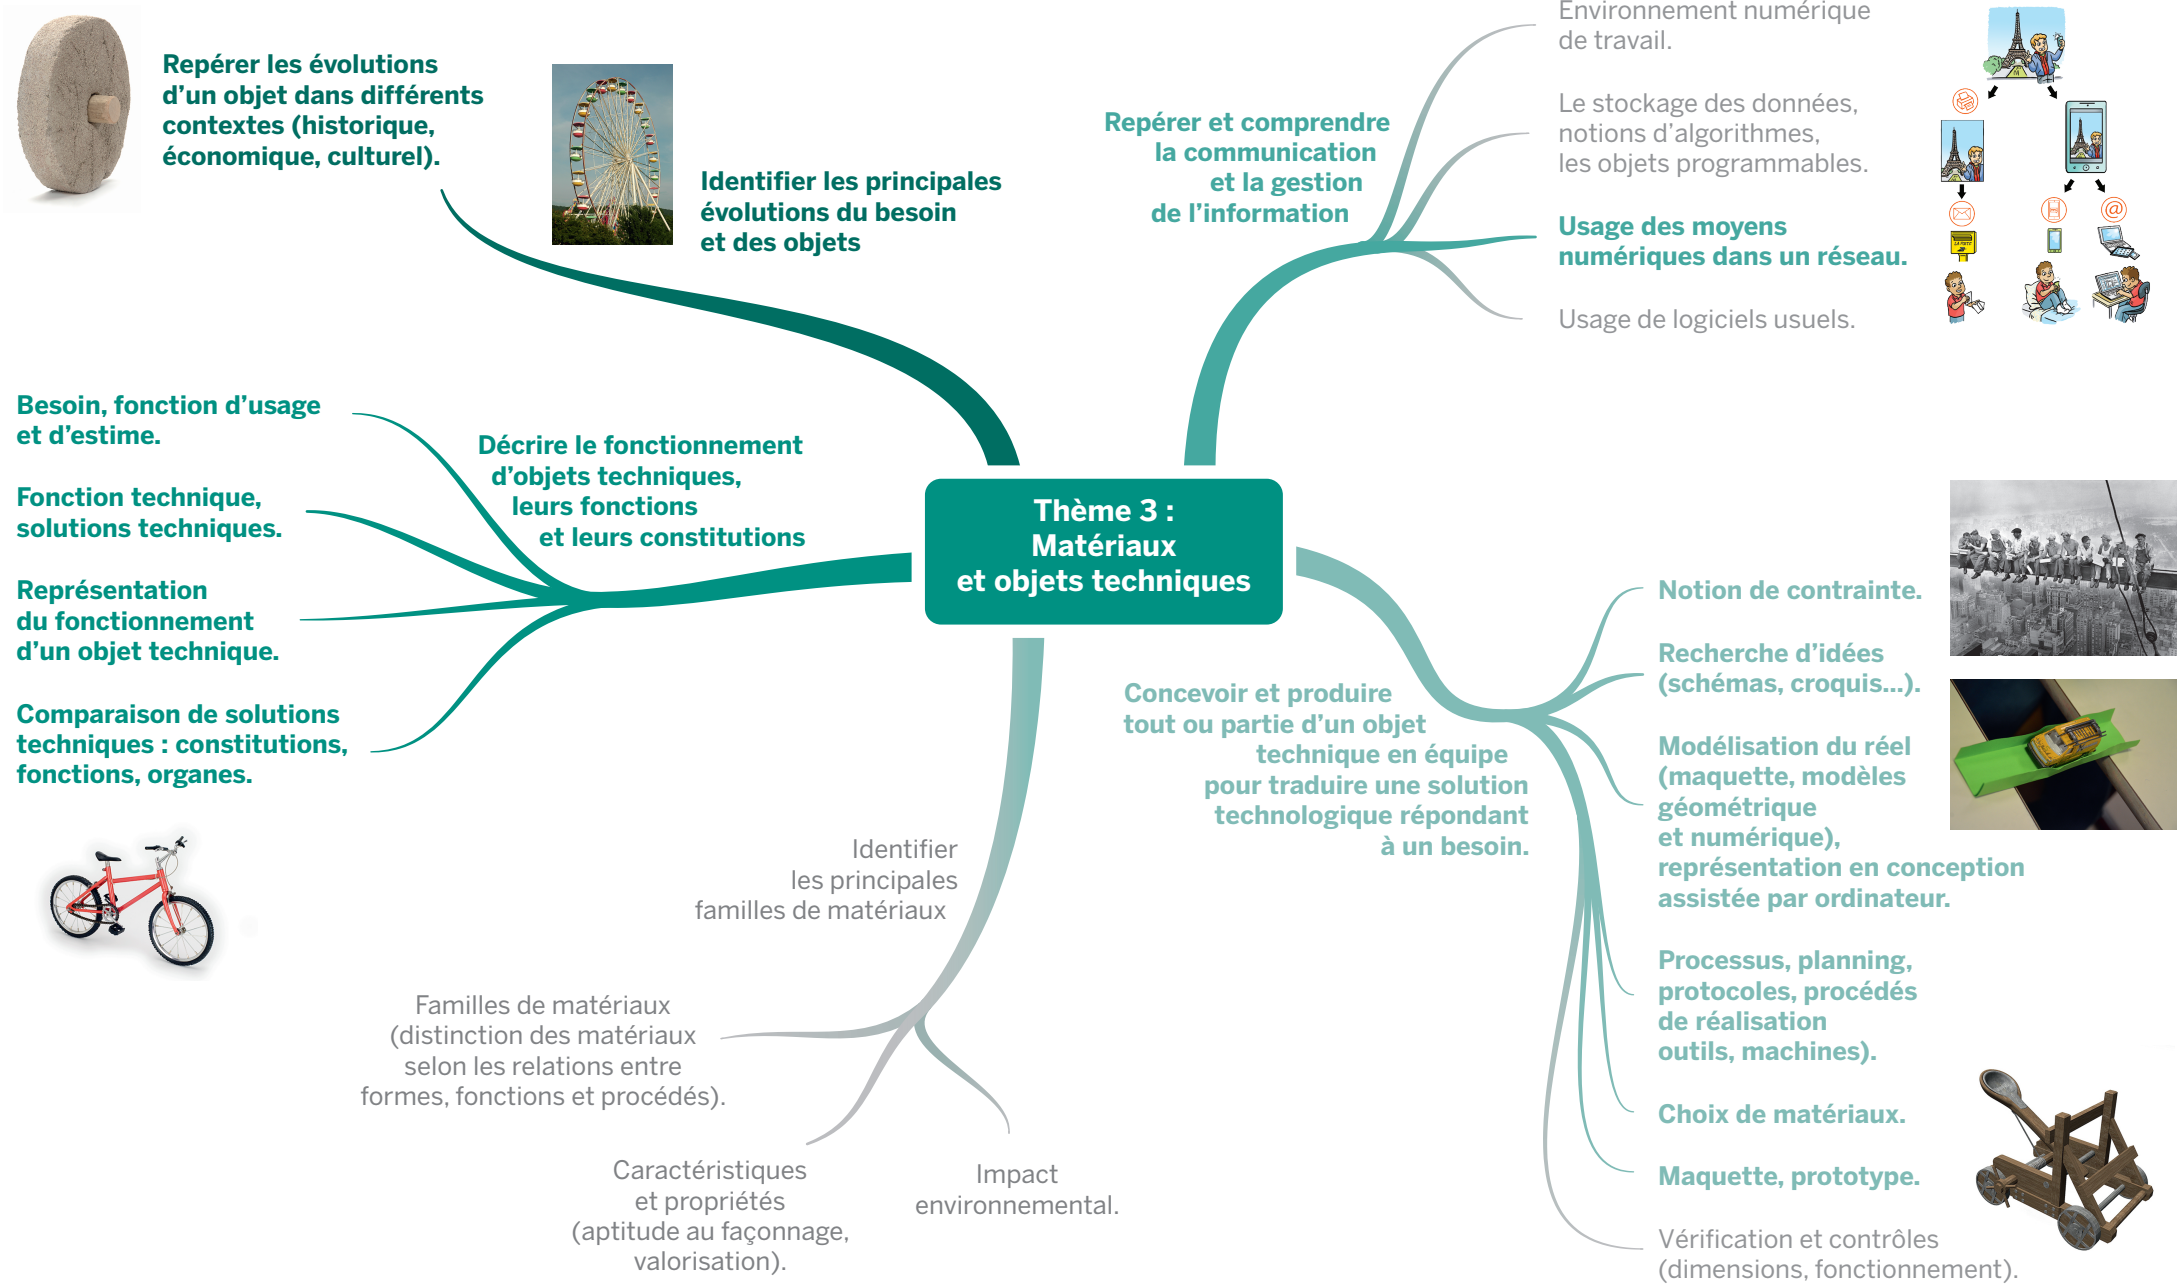 Repérer les évolutions
d'un objet dans différents
contextes (historique,
économique, culturel).
Identifier les principales
évolutions du besoin
et des objets
Repérer et comprendre
la communication
et la gestion
de l'information
Environnement numérique
de travail.
Le stockage des données,
notions d'algorithmes,
les objets programmables.
Usage des moyens
numériques dans un réseau.
Usage de logiciels usuels.
Besoin, fonction d'usage
et d'estime.
Fonction technique,
solutions techniques.
Représentation
du fonctionnement
d'un objet technique.
Comparaison de solutions
techniques : constitutions,
fonctions, organes.
Décrire le fonctionnement
d'objets techniques,
leurs fonctions
et leurs constitutions
Thème 3 :
Matériaux
et objets techniques
Concevoir et produire
tout ou partie d'un objet
technique en équipe
pour traduire une solution
technologique répondant
à un besoin.
Notion de contrainte.
Recherche d'idées
(schémas, croquis...).
Modélisation du réel
(maquette, modèles
géométrique
et numérique),
représentation en conception
assistée par ordinateur.
Processus, planning,
protocoles, procédés
de réalisation
outils, machines).
Choix de matériaux.
Maquette, prototype.
Vérification et contrôles
(dimensions, fonctionnement).
Identifier
les principales
familles de matériaux
Familles de matériaux
(distinction des matériaux
selon les relations entre
formes, fonctions et procédés).
Caractéristiques
et propriétés
(aptitude au façonnage,
valorisation).
Impact
environnemental.